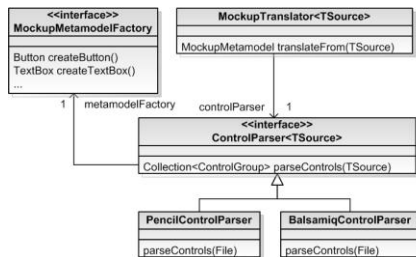 <<interface>>
MockupMetamodelFactory
Button createButton()
TextBox createTextBox()
...
MockupTranslator<TSource>
MockupMetamodel translateFrom(TSource)
1 metamodelFactory
controlParser 1
<<interface>>
ControlParser<TSource>
Collection<ControlGroup> parseControls(TSource)
PencilControlParser
parseControls(File)
BalsamiqControlParser
parseControls(File)